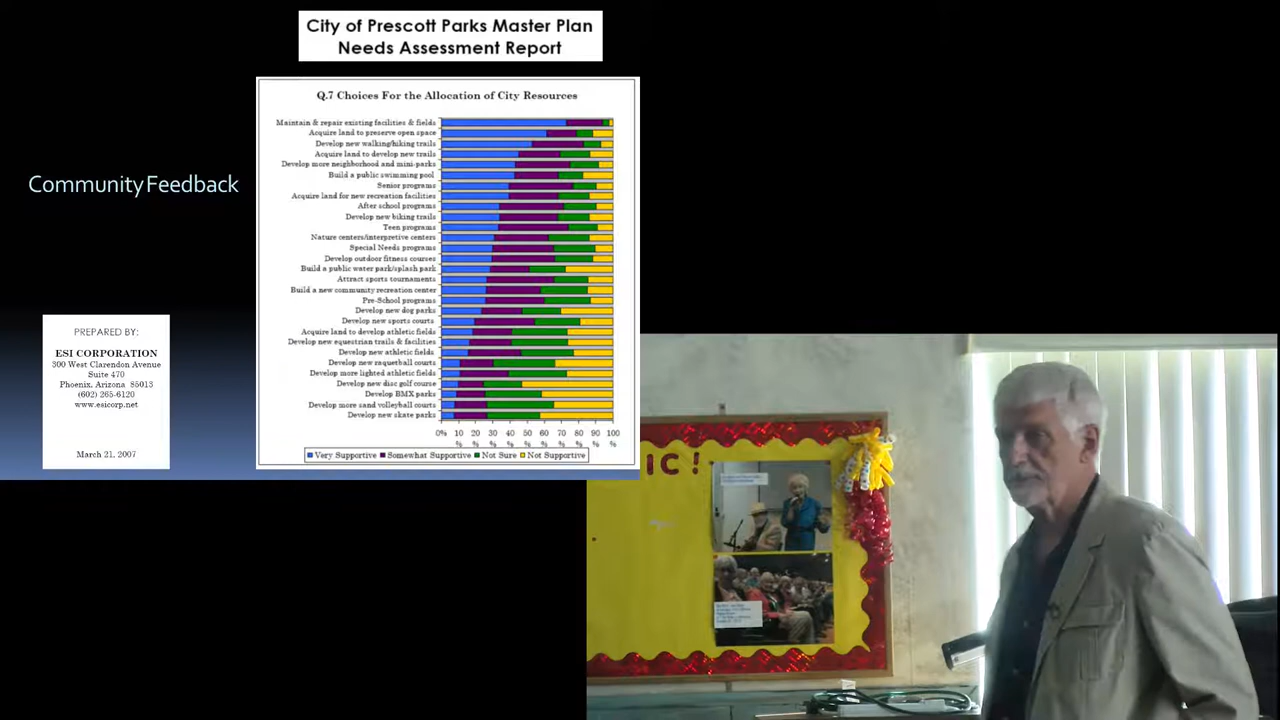 City of Prescott Parks Master Plan
Needs Assessment Report
Community Feedback
Q.7 Choices For the Allocation of City Resources
Maintain & repair existing facilities & fields
Acquire land to preserve open space
Develop new walking/hiking trails
Acquire land to develop new trails
Develop more neighborhood and mini-parks
Build a public swimming pool
Senior programs
Acquire land for new recreation facilities
After school programs
Develop new biking trails
Teen programs
Nature centers/interpretive centers
Special Needs programs
Develop outdoor fitness courses
Build a public water park/splash park
Attract sports tournaments
Build a new community recreation center
Pre-School programs
Develop new dog parks
Develop new sports courts
Acquire land to develop athletic fields
Develop new equestrian trails & facilities
Develop new athletic fields
Develop new raquetball courts
Develop more lighted athletic fields
Develop new disc golf course
Develop BMX parks
Develop more sand volleyball courts
Develop new skate parks
0% 10 20 30 40 50 60 70 80 90 100
% % % % % % % % % %
Very Supportive Somewhat Supportive Not Sure Not Supportive
PREPARED BY:
ESI CORPORATION
300 West Clarendon Avenue
Suite 470
Phoenix, Arizona 85013
(602) 265-6120
www.esicorp.net
March 21, 2007
IC!